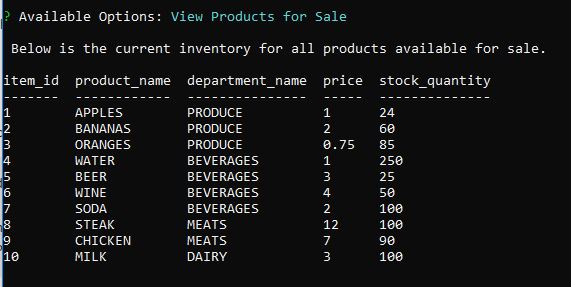 ? Available Options: View Products for Sale
Below is the current inventory for all products available for sale.
item_id  product_name  department_name  price  stock_quantity
-------  ------------  ---------------  -----  --------------
1        APPLES        PRODUCE          1      24
2        BANANAS       PRODUCE          2      60
3        ORANGES       PRODUCE          0.75   85
4        WATER         BEVERAGES        1      250
5        BEER          BEVERAGES        3      25
6        WINE          BEVERAGES        4      50
7        SODA          BEVERAGES        2      100
8        STEAK         MEATS            12     100
9        CHICKEN       MEATS            7      90
10       MILK          DAIRY            3      100